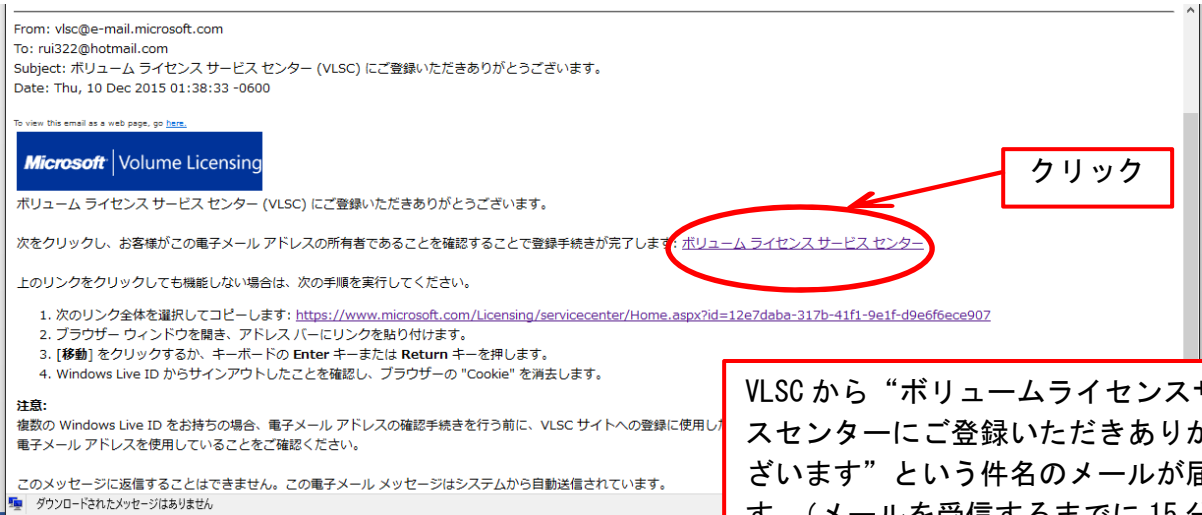 From: vlsc@e-mail.microsoft.com
To: rui322@hotmail.com
Subject: ボリューム ライセンス サービス センター (VLSC) にご登録いただきありがとうございます。
Date: Thu, 10 Dec 2015 01:38:33 -0600
To view this email as a web page, go here.
Microsoft | Volume Licensing
クリック
ボリューム ライセンス サービス センター (VLSC) にご登録いただきありがとうございます。
次をクリックし、お客様がこの電子メール アドレスの所有者であることを確認することで登録手続きが完了します: ボリューム ライセンス サービス センター
上のリンクをクリックしても機能しない場合は、次の手順を実行してください。
1. 次のリンク全体を選択してコピーします: https://www.microsoft.com/Licensing/servicecenter/Home.aspx?id=12e7daba-317b-41f1-9e1f-d9e6f6ece907
2. ブラウザー ウィンドウを開き、アドレス バーにリンクを貼り付けます。
3. [移動] をクリックするか、キーボードの Enter キーまたは Return キーを押します。
4. Windows Live ID からサインアウトしたことを確認し、ブラウザーの "Cookie" を消去します。
注意:
複数の Windows Live ID をお持ちの場合、電子メール アドレスの確認手続きを行う前に、VLSC サイトへの登録に使用した
電子メール アドレスを使用していることをご確認ください。
このメッセージに返信することはできません。この電子メール メッセージはシステムから自動送信されています。
ダウンロードされたメッセージはありません
VLSC から“ボリュームライセンスサ
スセンターにご登録いただきありが
ざいます”という件名のメールが届
す。(メールを受信するまでに 15 分